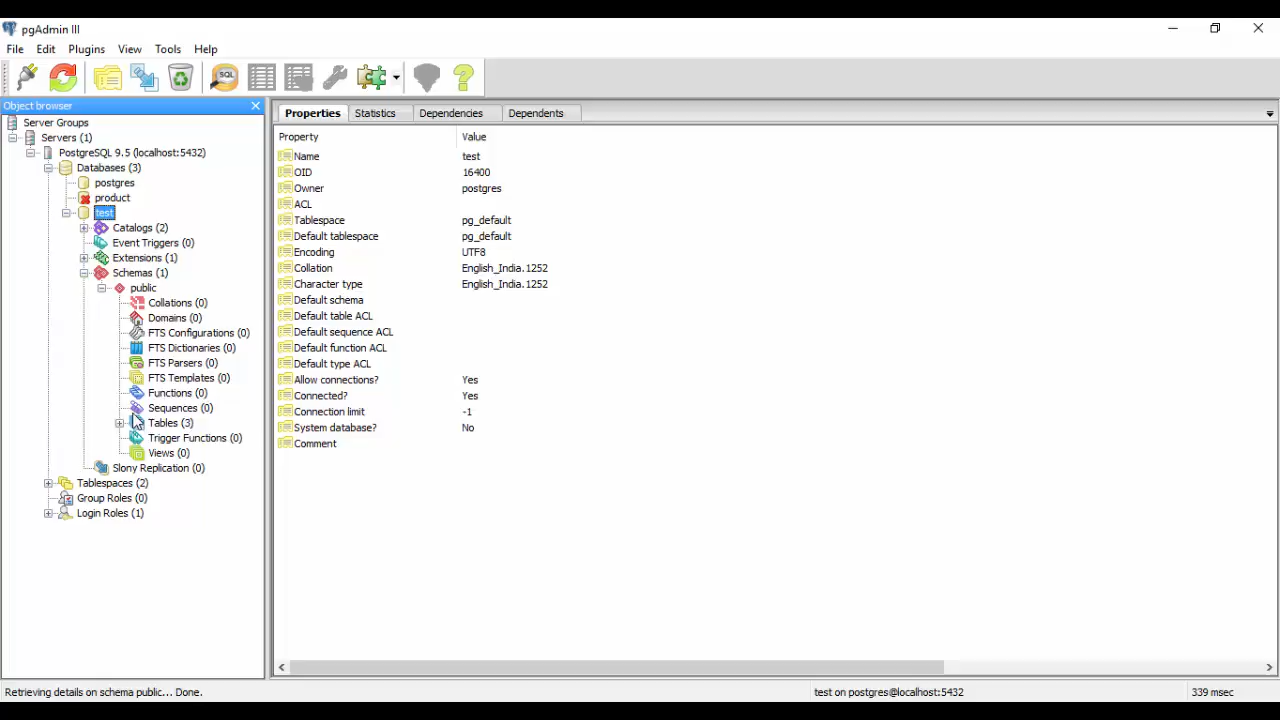 pgAdmin III
File Edit Plugins View Tools Help
SQL
Object browser
Server Groups
Servers (1)
PostgreSQL 9.5 (localhost:5432)
Databases (3)
postgres
product
test
Catalogs (2)
Event Triggers (0)
Extensions (1)
Schemas (1)
public
Collations (0)
Domains (0)
FTS Configurations (0)
FTS Dictionaries (0)
FTS Parsers (0)
FTS Templates (0)
Functions (0)
Sequences (0)
Tables (3)
Trigger Functions (0)
Views (0)
Slony Replication (0)
Tablespaces (2)
Group Roles (0)
Login Roles (1)
Properties Statistics Dependencies Dependents
Property Value
Name test
OID 16400
Owner postgres
ACL
Tablespace pg_default
Default tablespace pg_default
Encoding UTF8
Collation English_India.1252
Character type English_India.1252
Default schema
Default table ACL
Default sequence ACL
Default function ACL
Default type ACL
Allow connections? Yes
Connected? Yes
Connection limit -1
System database? No
Comment
Retrieving details on schema public... Done. test on postgres@localhost:5432 339 msec